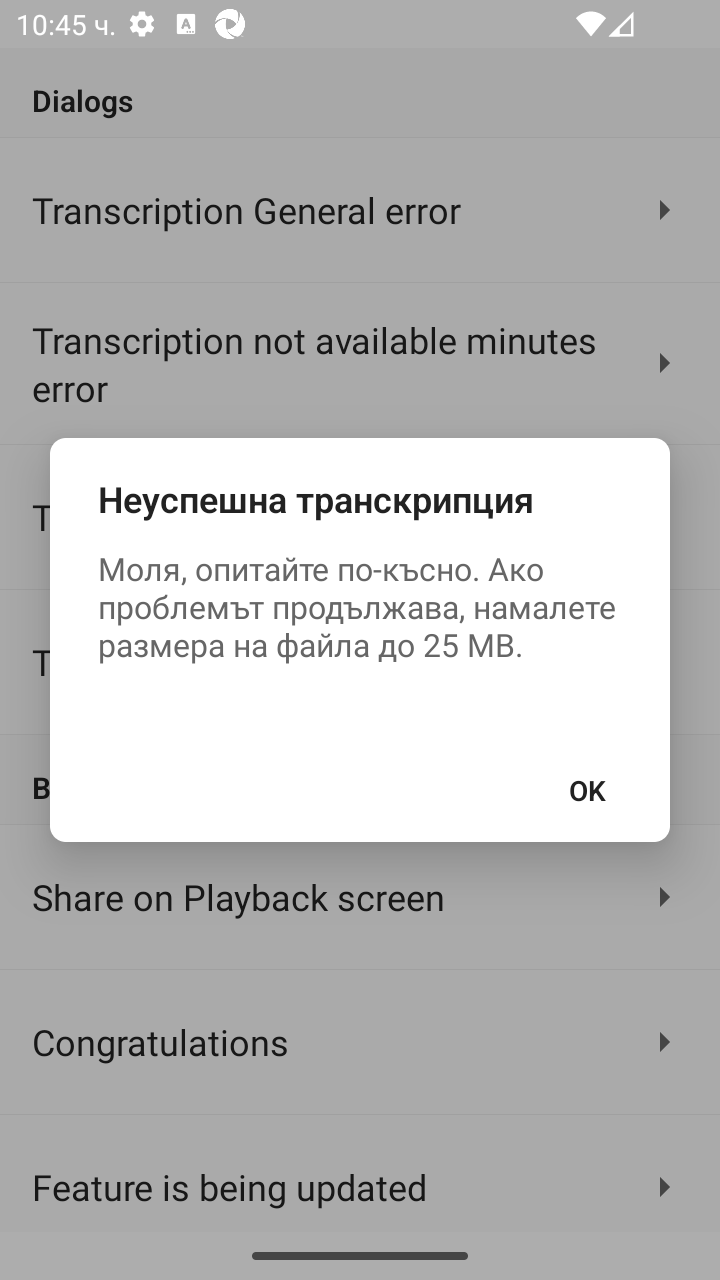 10:45 ч.
Dialogs
Transcription General error
Transcription not available minutes
error
Неуспешна транскрипция
Моля, опитайте по-късно. Ако
проблемът продължава, намалете
размера на файла до 25 MB.
OK
Share on Playback screen
Congratulations
Feature is being updated